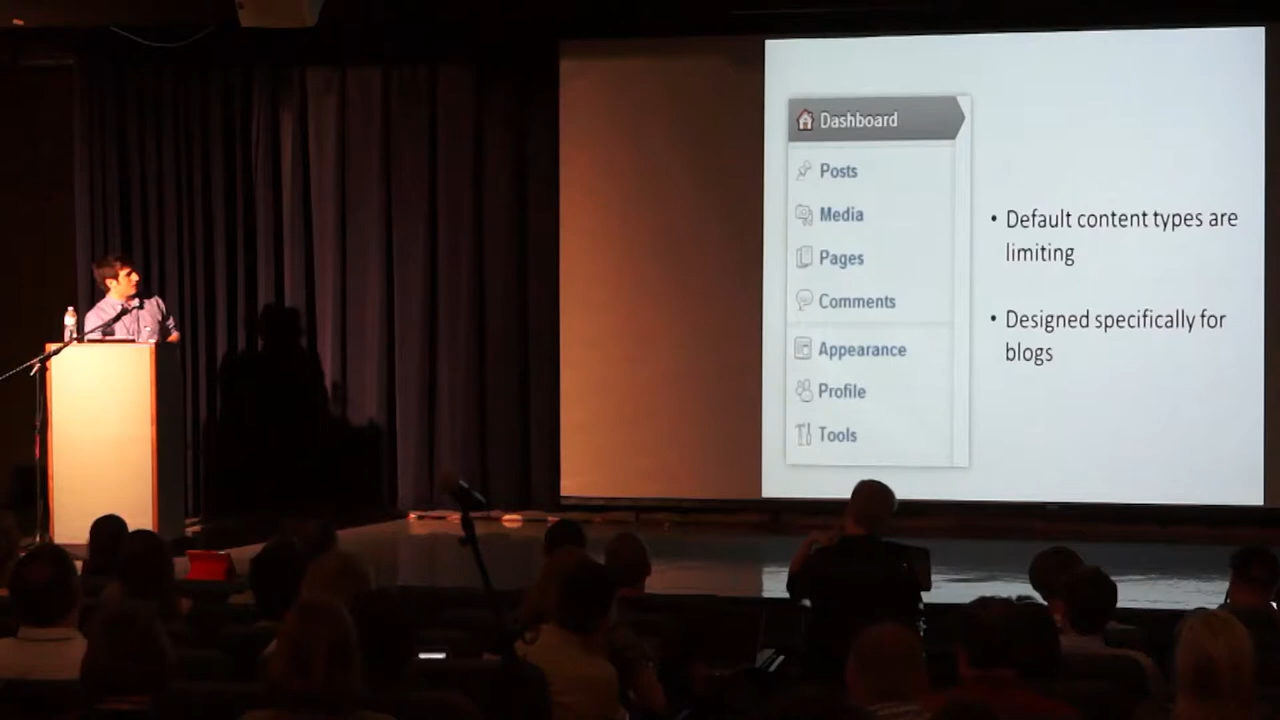 Dashboard
Posts
Media
Pages
Comments
Appearance
Profile
Tools
• Default content types are
limiting
• Designed specifically for
blogs